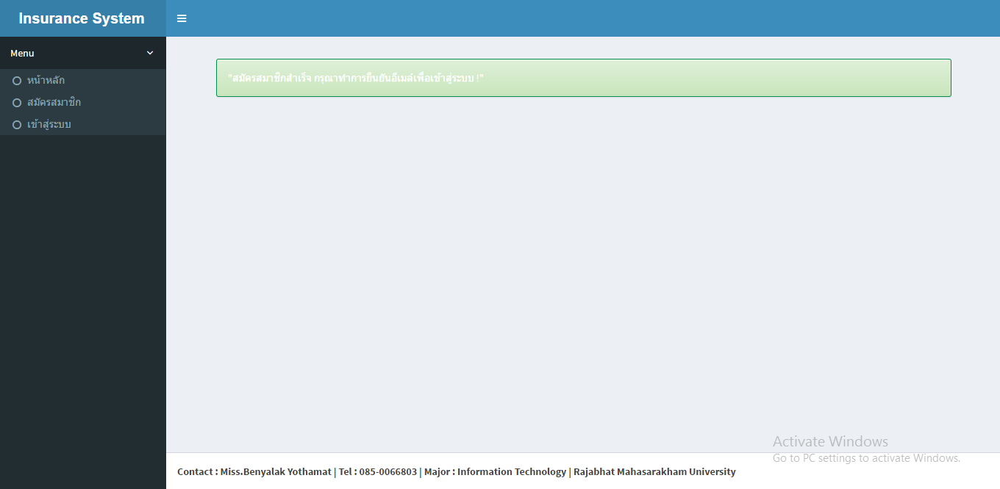 Insurance System
Menu
หน้าหลัก
สมัครสมาชิก
เข้าสู่ระบบ
"สมัครสมาชิกสำเร็จ กรุณาทำการยืนยันอีเมล์เพื่อเข้าสู่ระบบ !"
Activate Windows
Go to PC settings to activate Windows.
Contact : Miss.Benyalak Yothamat | Tel : 085-0066803 | Major : Information Technology | Rajabhat Mahasarakham University